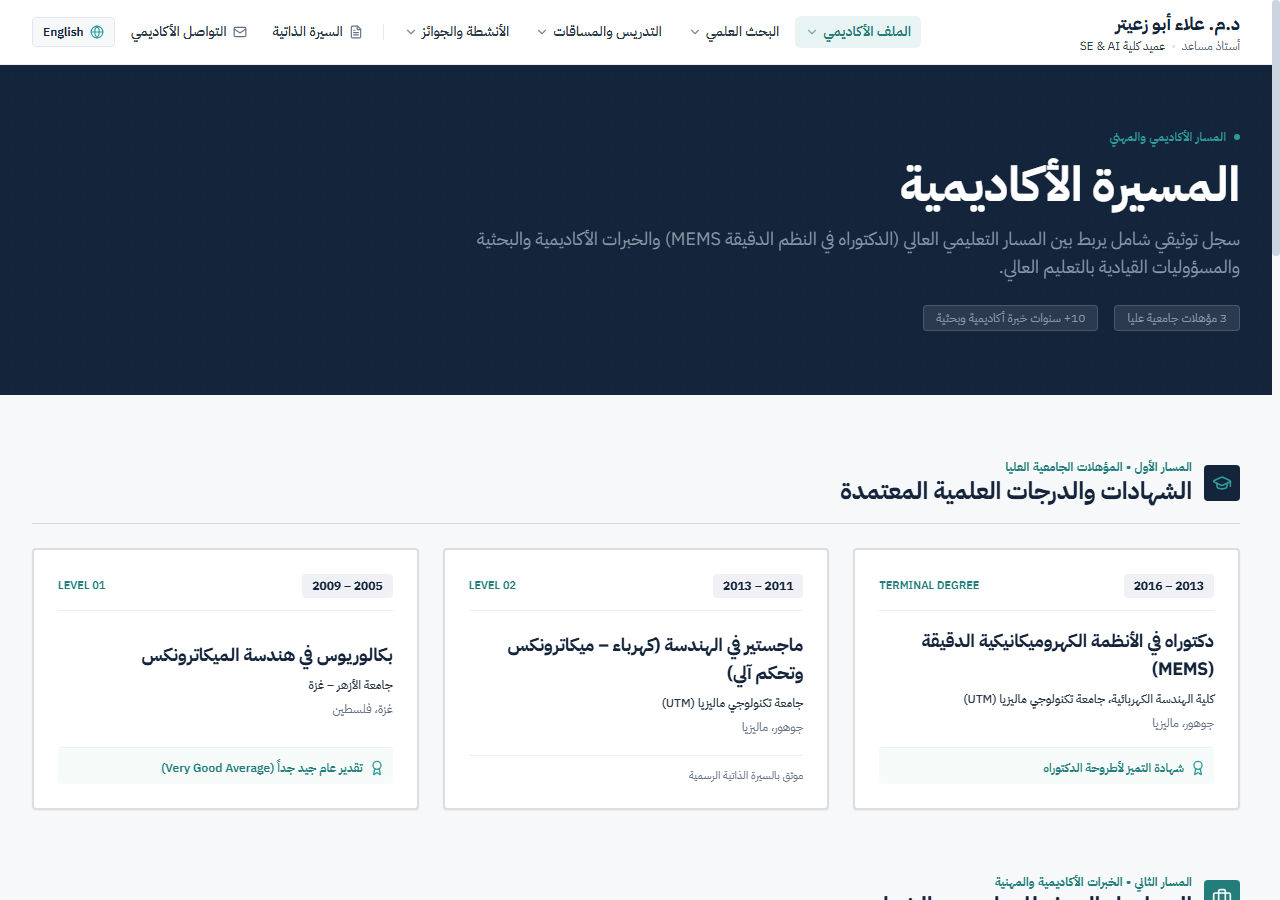 د.م. علاء أبو زعيتر
أستاذ مساعد · عميد كلية SE & AI
الملف الأكاديمي
البحث العلمي
التدريس والمساقات
الأنشطة والجوائز
السيرة الذاتية
التواصل الأكاديمي
English
المسار الأكاديمي والمهني
المسيرة الأكاديمية
سجل توثيقي شامل يربط بين المسار التعليمي العالي (الدكتوراه في النظم الدقيقة MEMS) والخبرات الأكاديمية والبحثية
والمسؤوليات القيادية بالتعليم العالي.
3 مؤهلات جامعية عليا
10+ سنوات خبرة أكاديمية وبحثية
المسار الأول • المؤهلات الجامعية العليا
الشهادات والدرجات العلمية المعتمدة
2013 – 2016
TERMINAL DEGREE
دكتوراه في الأنظمة الكهروميكانيكية الدقيقة
(MEMS)
كلية الهندسة الكهربائية، جامعة تكنولوجي ماليزيا (UTM)
جوهور، ماليزيا
شهادة التميز لأطروحة الدكتوراه
2011 – 2013
LEVEL 02
ماجستير في الهندسة (كهرباء – ميكاترونكس
وتحكم آلي)
جامعة تكنولوجي ماليزيا (UTM)
جوهور، ماليزيا
موثق بالسيرة الذاتية الرسمية
2005 – 2009
LEVEL 01
بكالوريوس في هندسة الميكاترونكس
جامعة الأزهر – غزة
غزة، فلسطين
تقدير عام جيد جداً (Very Good Average)
المسار الثاني • الخبرات الأكاديمية والمهنية